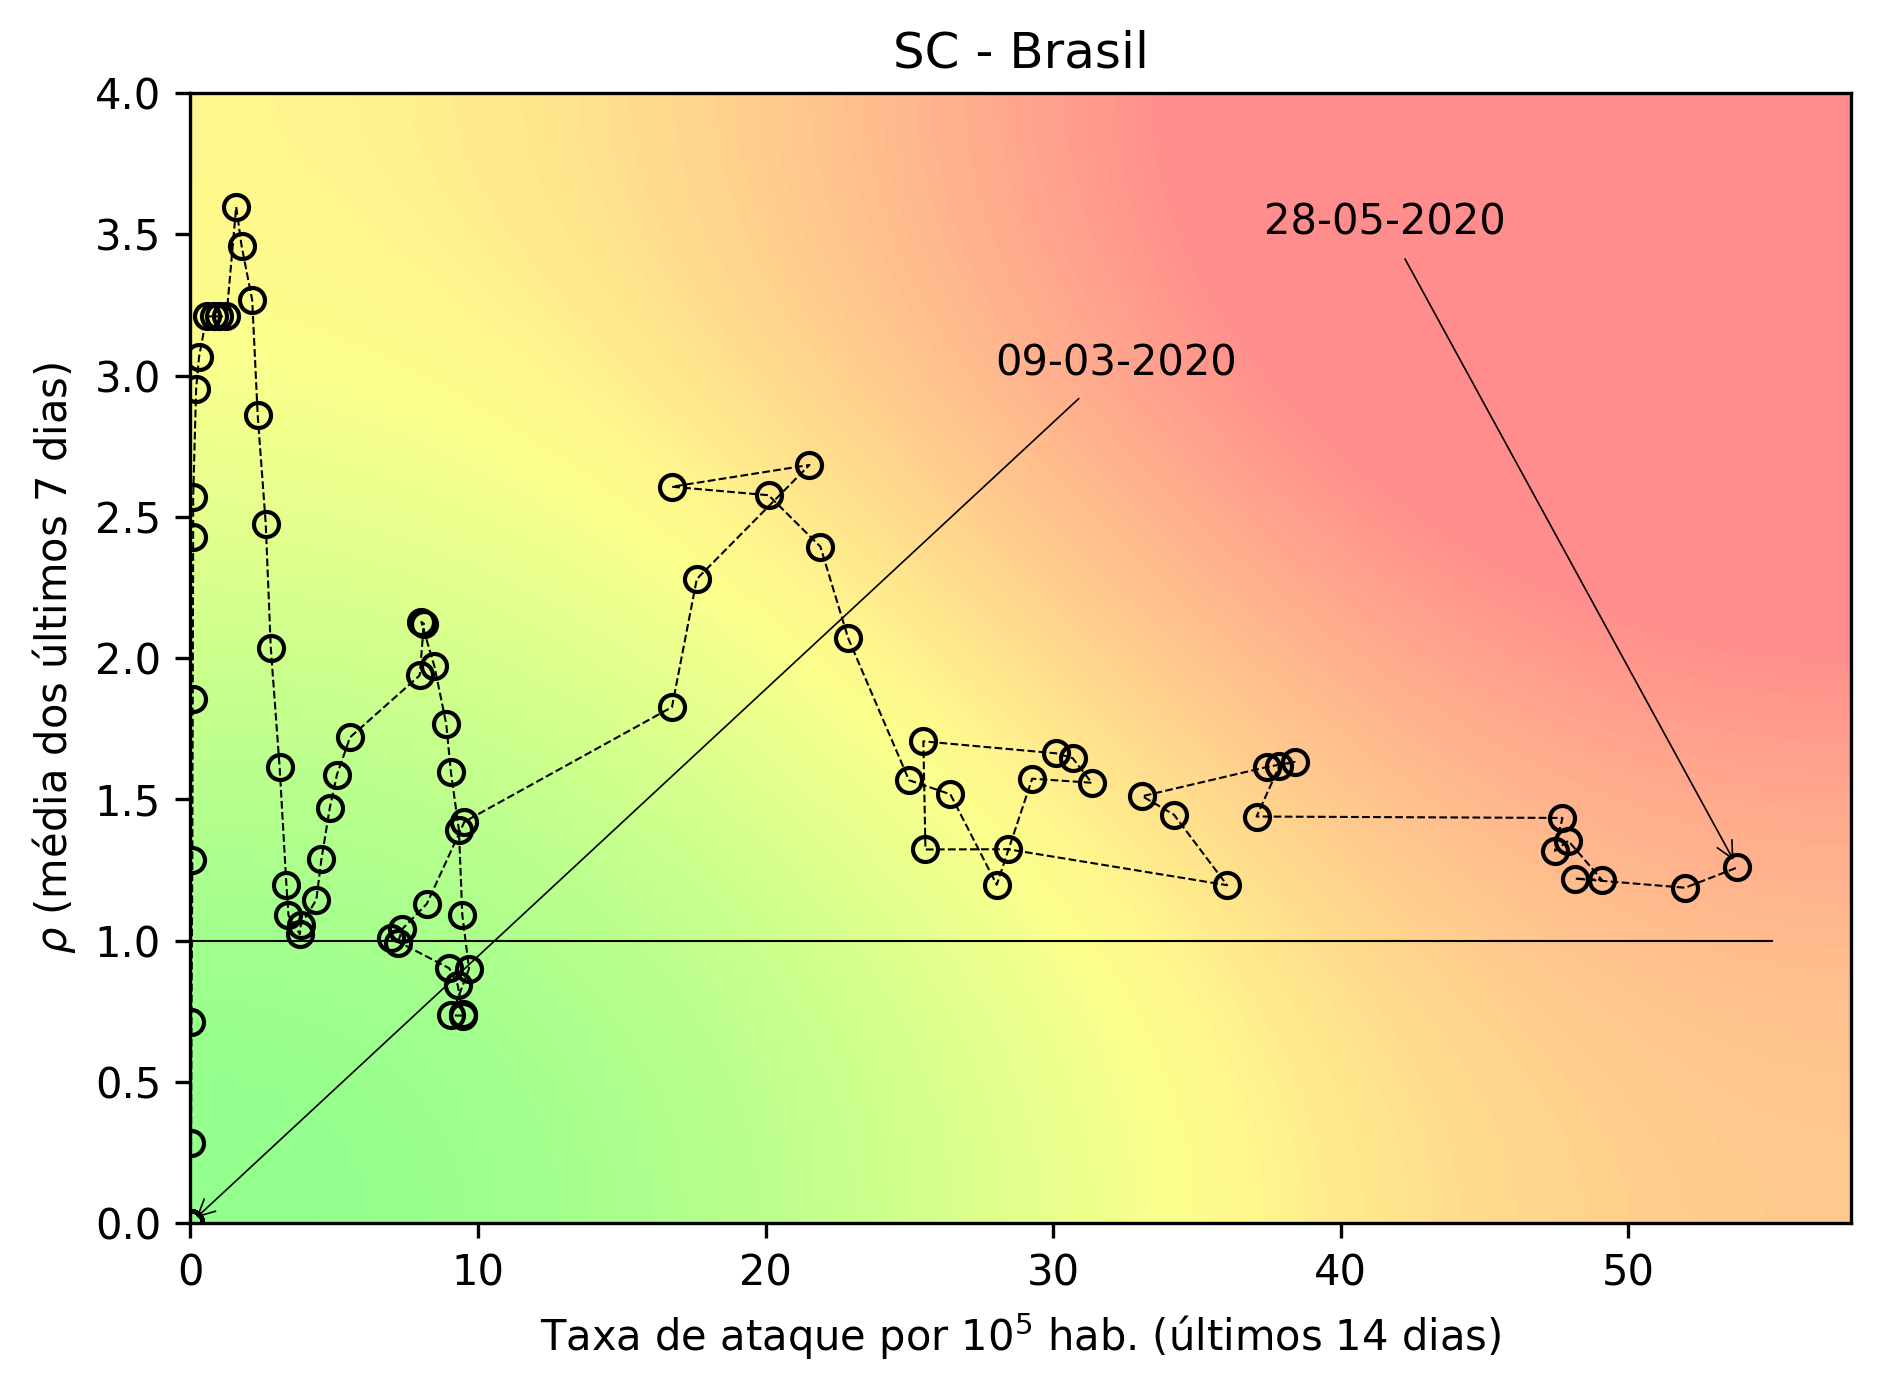 SC - Brasil
4.0
3.5
3.0
2.5
2.0
1.5
1.0
0.5
0.0
ρ (média dos últimos 7 dias)
28-05-2020
09-03-2020
0 10 20 30 40 50
Taxa de ataque por 10⁵ hab. (últimos 14 dias)